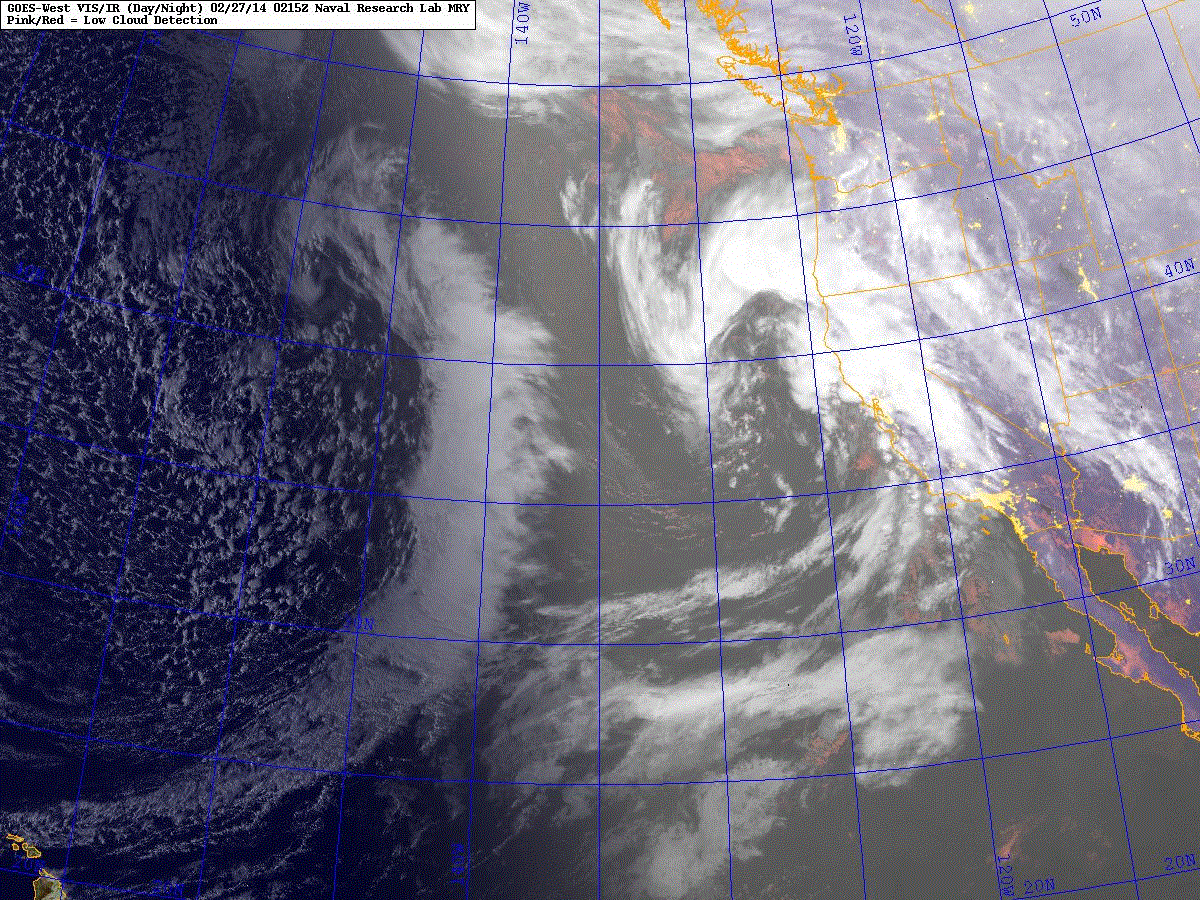 GOES-West VIS/IR (Day/Night) 02/27/14 0215Z Naval Research Lab MRY
Pink/Red = Low Cloud Detection
140W
120W
50N
40N
30N
120W
20N
20N